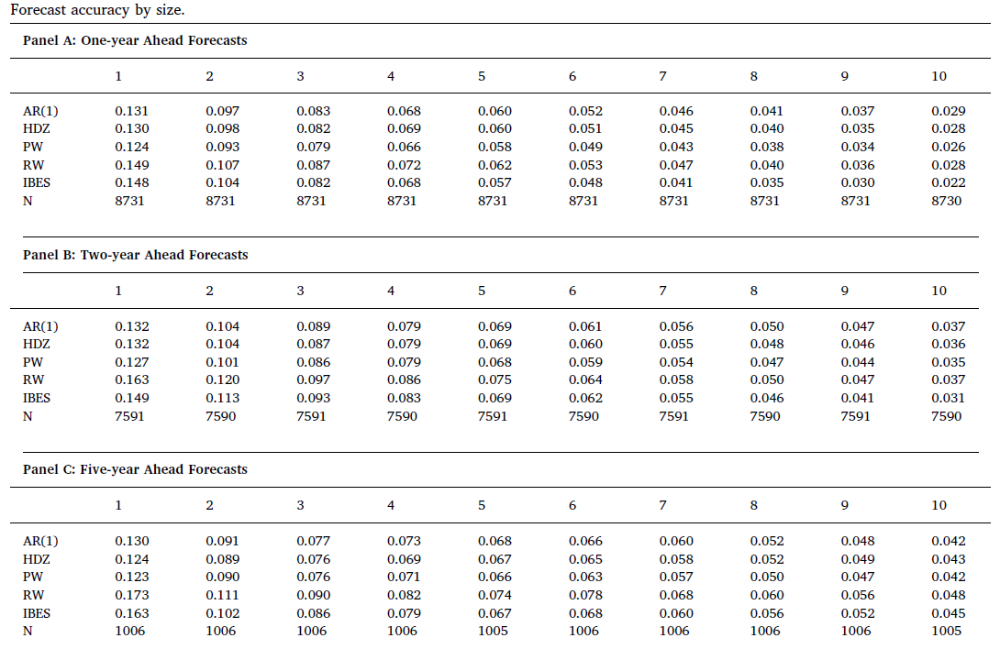 Forecast accuracy by size.
Panel A: One-year Ahead Forecasts
1 2 3 4 5 6 7 8 9 10
AR(1) 0.131 0.097 0.083 0.068 0.060 0.052 0.046 0.041 0.037 0.029
HDZ 0.130 0.098 0.082 0.069 0.060 0.051 0.045 0.040 0.035 0.028
PW 0.124 0.093 0.079 0.066 0.058 0.049 0.043 0.038 0.034 0.026
RW 0.149 0.107 0.087 0.072 0.062 0.053 0.047 0.040 0.036 0.028
IBES 0.148 0.104 0.082 0.068 0.057 0.048 0.041 0.035 0.030 0.022
N 8731 8731 8731 8731 8731 8731 8731 8731 8731 8730
Panel B: Two-year Ahead Forecasts
1 2 3 4 5 6 7 8 9 10
AR(1) 0.132 0.104 0.089 0.079 0.069 0.061 0.056 0.050 0.047 0.037
HDZ 0.132 0.104 0.087 0.079 0.069 0.060 0.055 0.048 0.046 0.036
PW 0.127 0.101 0.086 0.079 0.068 0.059 0.054 0.047 0.044 0.035
RW 0.163 0.120 0.097 0.086 0.075 0.064 0.058 0.050 0.047 0.037
IBES 0.149 0.113 0.093 0.083 0.069 0.062 0.055 0.046 0.041 0.031
N 7591 7590 7591 7590 7591 7590 7591 7590 7591 7590
Panel C: Five-year Ahead Forecasts
1 2 3 4 5 6 7 8 9 10
AR(1) 0.130 0.091 0.077 0.073 0.068 0.066 0.060 0.052 0.048 0.042
HDZ 0.124 0.089 0.076 0.069 0.067 0.065 0.058 0.052 0.049 0.043
PW 0.123 0.090 0.076 0.071 0.066 0.063 0.057 0.050 0.047 0.042
RW 0.173 0.111 0.090 0.082 0.074 0.078 0.068 0.060 0.056 0.048
IBES 0.163 0.102 0.086 0.079 0.067 0.068 0.060 0.056 0.052 0.045
N 1006 1006 1006 1006 1005 1006 1006 1006 1006 1005